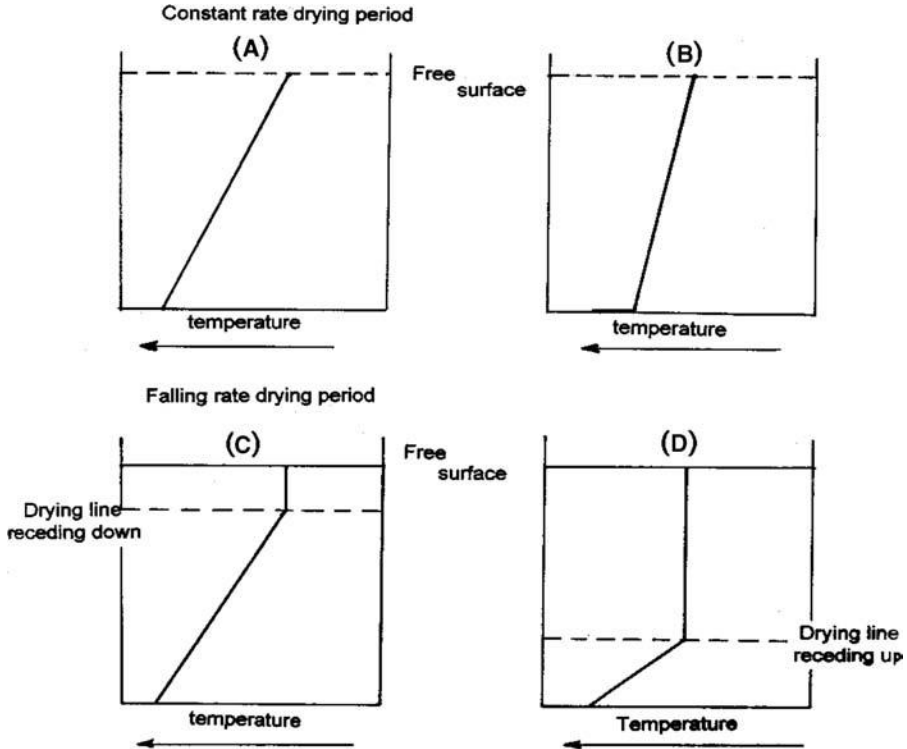 Constant rate drying period
(A)
(B)
Free
surface
temperature
temperature
Falling rate drying period
(C)
(D)
Free
surface
Drying line
receding down
Drying line
receding up
temperature
Temperature